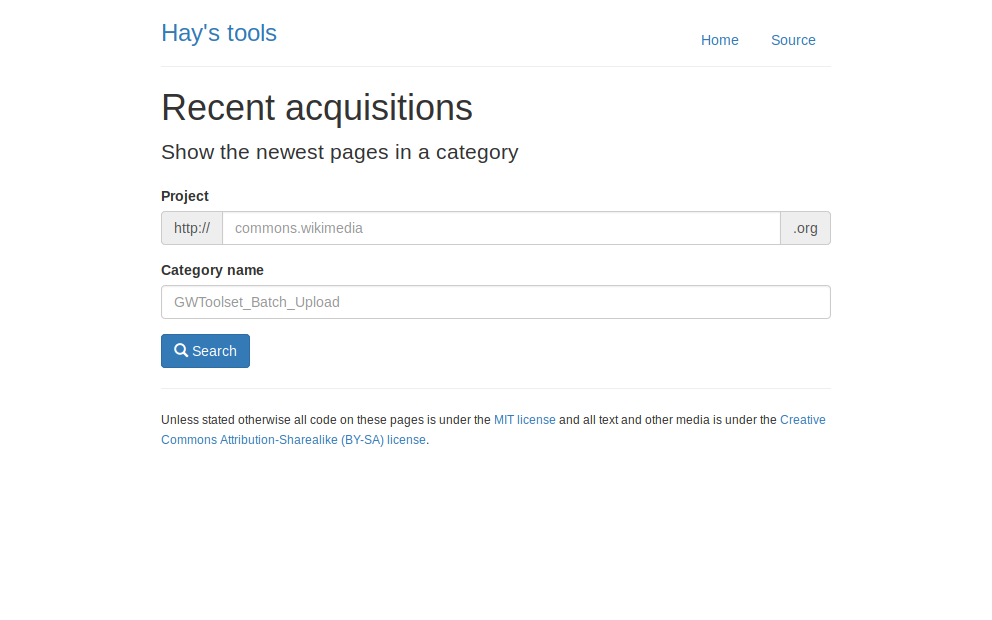 Hay's tools
Home
Source
Recent acquisitions
Show the newest pages in a category
Project
http://
commons.wikimedia
.org
Category name
GWToolset_Batch_Upload
Search
Unless stated otherwise all code on these pages is under the MIT license and all text and other media is under the Creative
Commons Attribution-Sharealike (BY-SA) license.